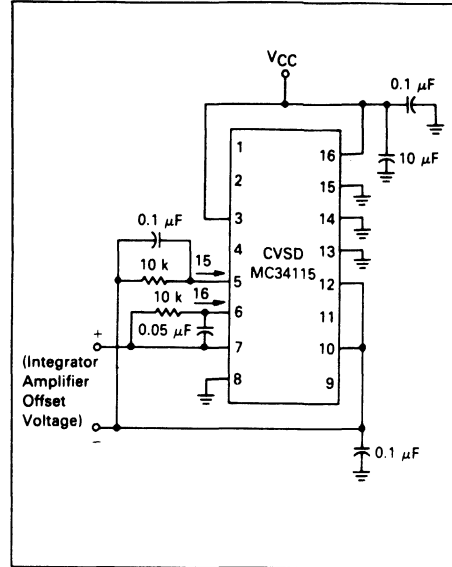 VCC
0.1 µF
10 µF
1
2
3
4
5
6
7
8
16
15
14
13
12
11
10
9
CVSD
MC34115
0.1 µF
10 k
15
10 k
16
0.05 µF
+
(Integrator
Amplifier
Offset
Voltage)
–
0.1 µF